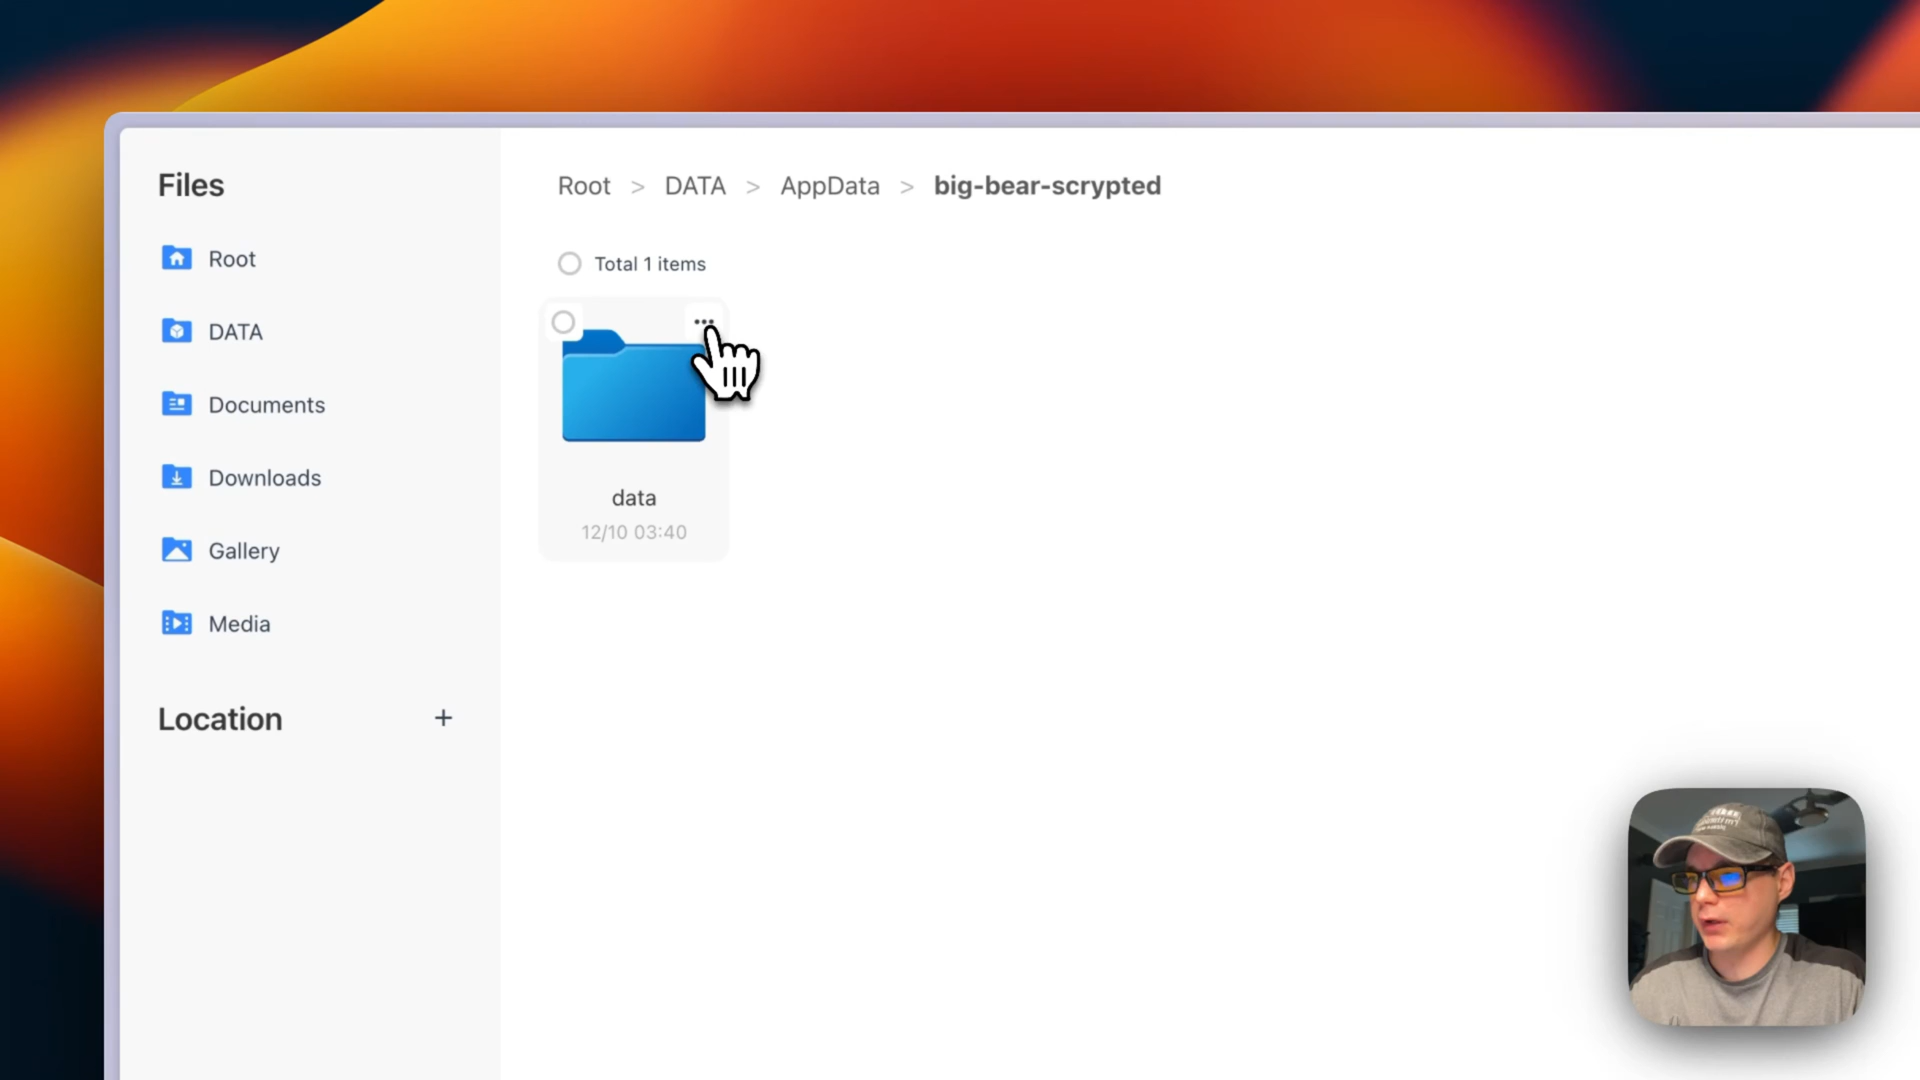 Files
Root
DATA
Documents
Downloads
Gallery
Media
Location +
Root > DATA > AppData > big-bear-scrypted
Total 1 items
data
12/10 03:40